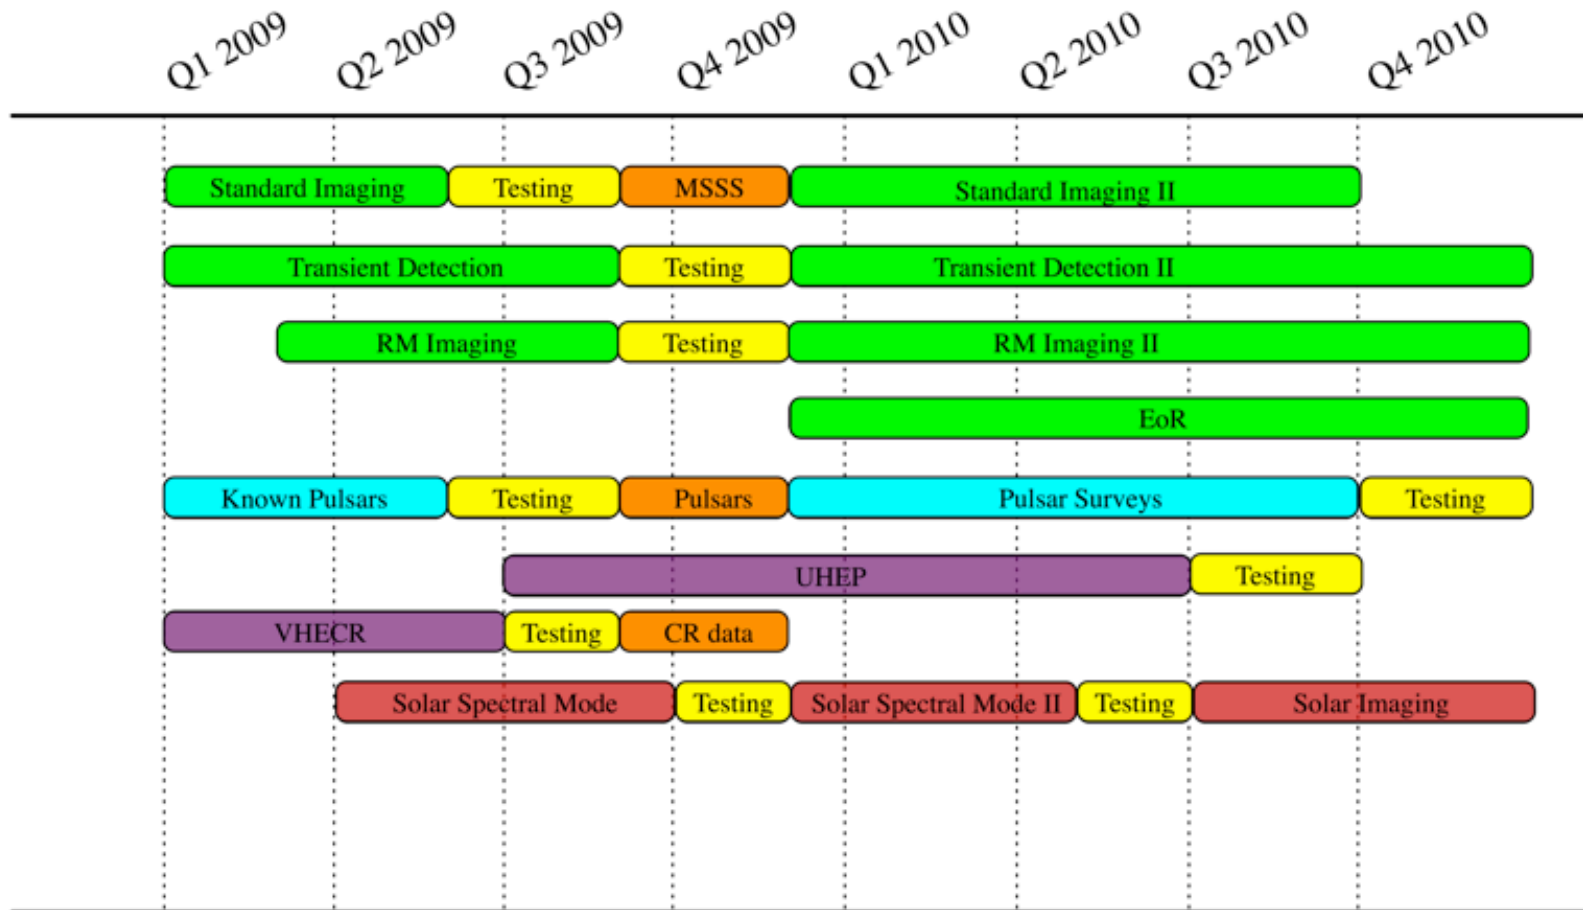 Q1 2009
Q2 2009
Q3 2009
Q4 2009
Q1 2010
Q2 2010
Q3 2010
Q4 2010
Standard Imaging
Testing
MSSS
Standard Imaging II
Transient Detection
Testing
Transient Detection II
RM Imaging
Testing
RM Imaging II
EoR
Known Pulsars
Testing
Pulsars
Pulsar Surveys
Testing
UHEP
Testing
VHECR
Testing
CR data
Solar Spectral Mode
Testing
Solar Spectral Mode II
Testing
Solar Imaging